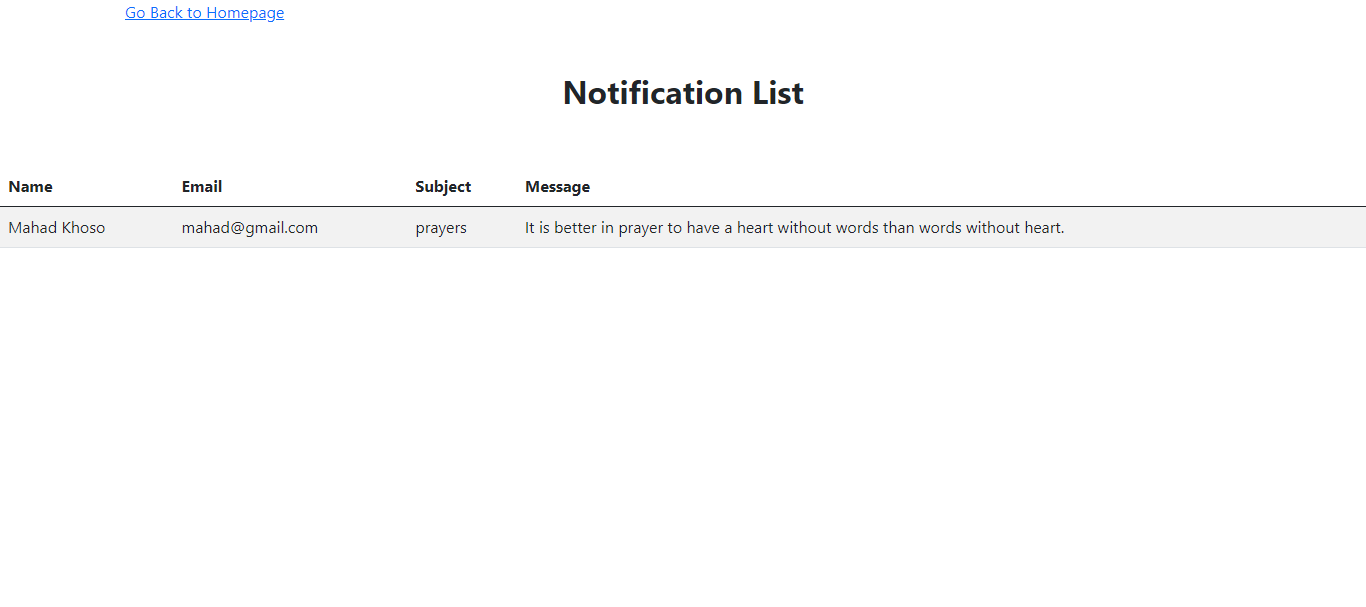 Go Back to Homepage
Notification List
Name Email Subject Message
Mahad Khoso mahad@gmail.com prayers It is better in prayer to have a heart without words than words without heart.